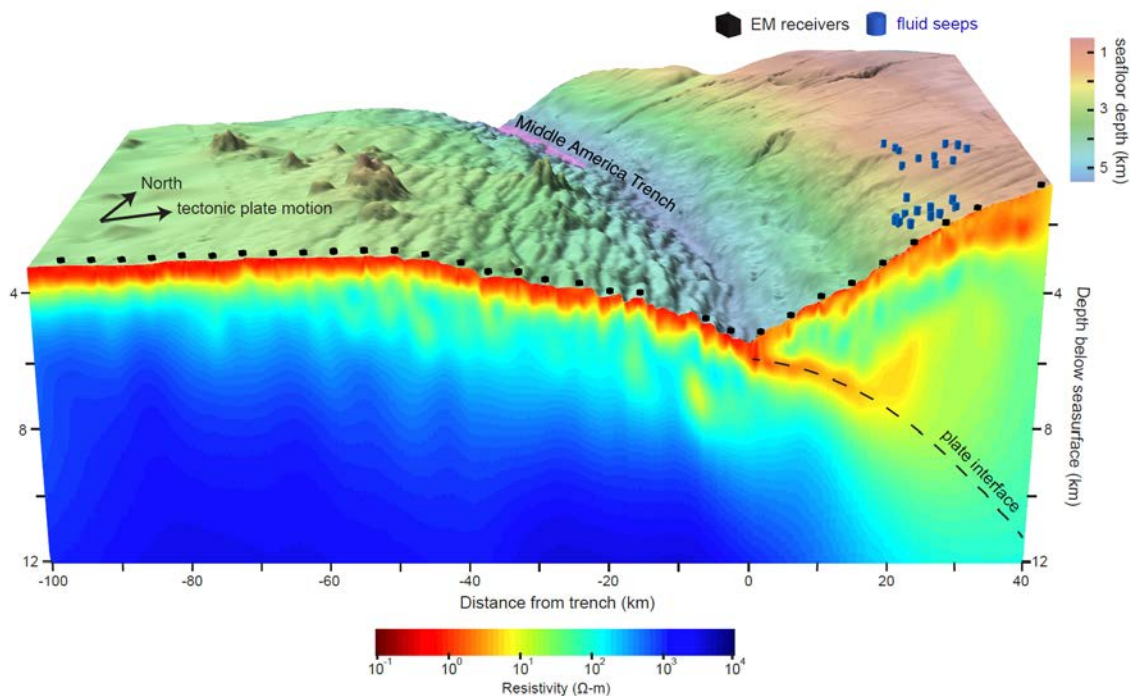 EM receivers
fluid seeps
seafloor depth (km)
1
3
5
Middle America Trench
North
tectonic plate motion
4
8
12
4
8
12
Depth below seasurface (km)
plate interface
-100
-80
-60
-40
-20
0
20
40
Distance from trench (km)
10-1
100
101
102
103
104
Resistivity (Ω-m)